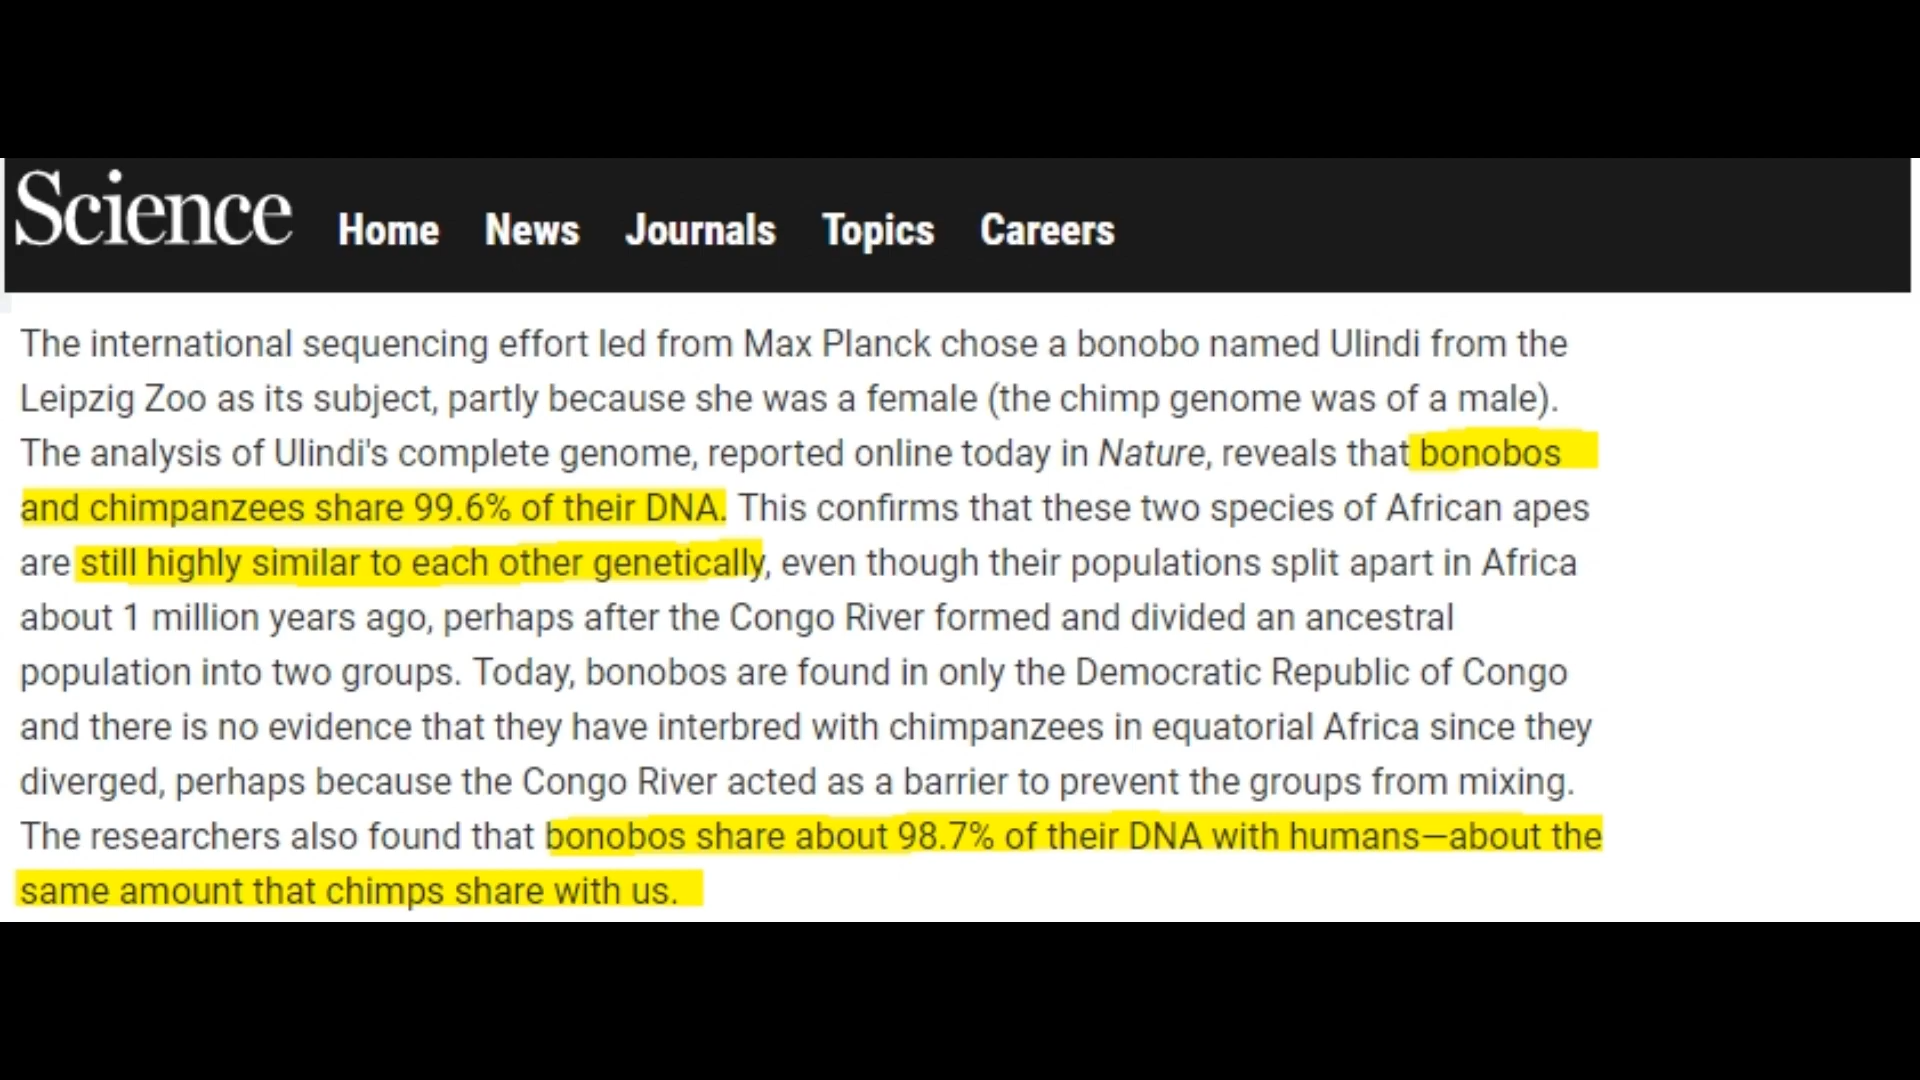 Science Home News Journals Topics Careers
The international sequencing effort led from Max Planck chose a bonobo named Ulindi from the
Leipzig Zoo as its subject, partly because she was a female (the chimp genome was of a male).
The analysis of Ulindi's complete genome, reported online today in Nature, reveals that bonobos
and chimpanzees share 99.6% of their DNA. This confirms that these two species of African apes
are still highly similar to each other genetically, even though their populations split apart in Africa
about 1 million years ago, perhaps after the Congo River formed and divided an ancestral
population into two groups. Today, bonobos are found in only the Democratic Republic of Congo
and there is no evidence that they have interbred with chimpanzees in equatorial Africa since they
diverged, perhaps because the Congo River acted as a barrier to prevent the groups from mixing.
The researchers also found that bonobos share about 98.7% of their DNA with humans—about the
same amount that chimps share with us.